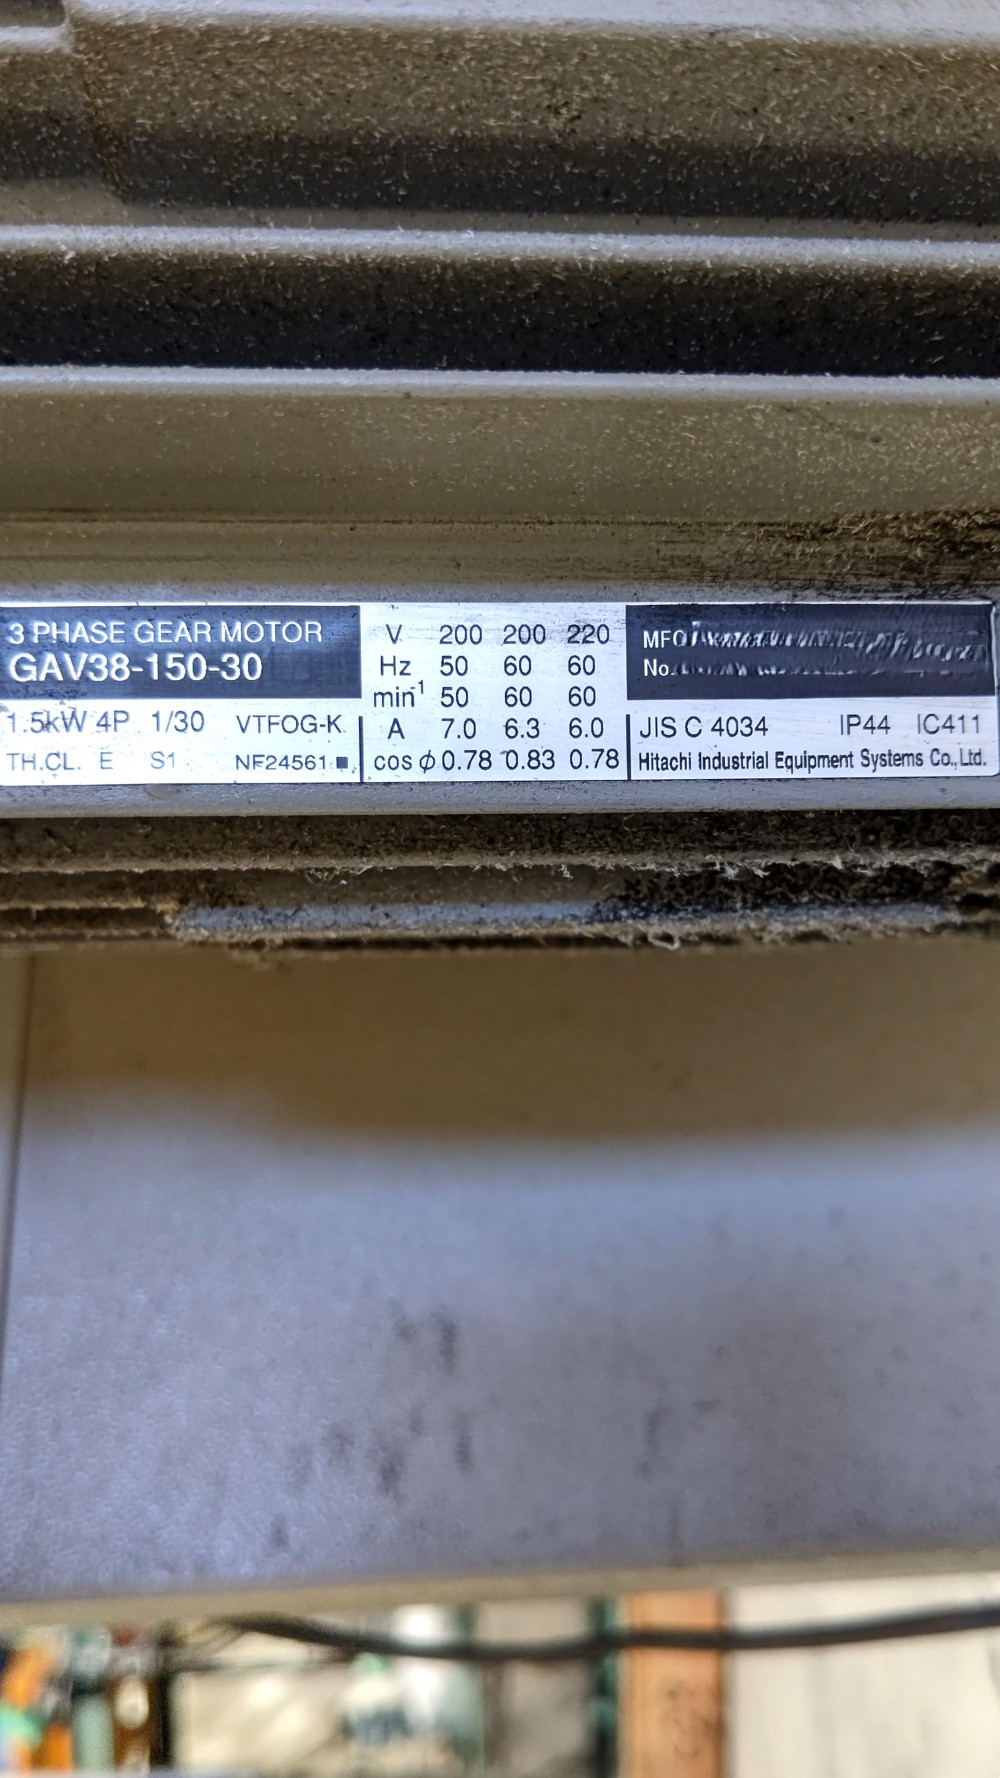 3 PHASE GEAR MOTOR
GAV38-150-30
1.5kW 4P 1/30 VTFOG-K
TH.CL. E S1 NF24561 ■
V 200 200 220
Hz 50 60 60
min-1 50 60 60
A 7.0 6.3 6.0
cos φ 0.78 0.83 0.78
MFG
No.
JIS C 4034 IP44 IC411
Hitachi Industrial Equipment Systems Co., Ltd.